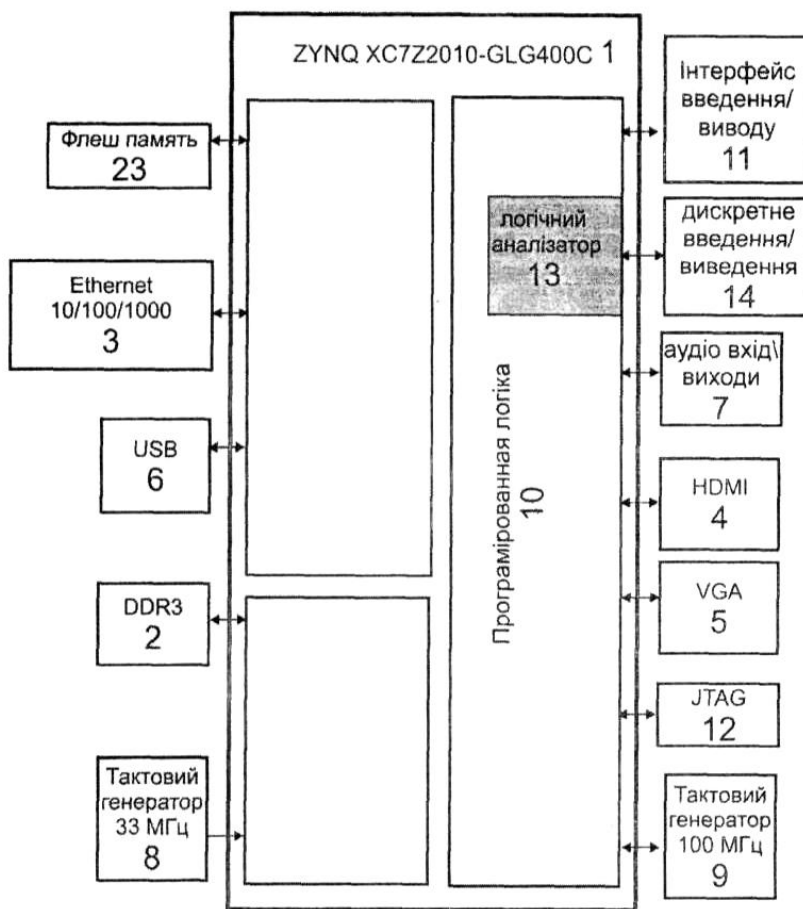 ZYNQ XC7Z2010-GLG400C 1
Флеш память
23
Ethernet
10/100/1000
3
USB
6
DDR3
2
Тактовий
генератор
33 МГц
8
логічний
аналізатор
13
Програмірованная логіка
10
Інтерфейс
введення/
виводу
11
дискретне
введення/
виведення
14
аудіо вхід\
виходи
7
HDMI
4
VGA
5
JTAG
12
Тактовий
генератор
100 МГц
9